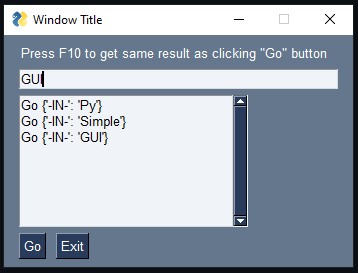 Window Title
Press F10 to get same result as clicking "Go" button
GUI
Go {'-IN-': 'Py'}
Go {'-IN-': 'Simple'}
Go {'-IN-': 'GUI'}
Go Exit